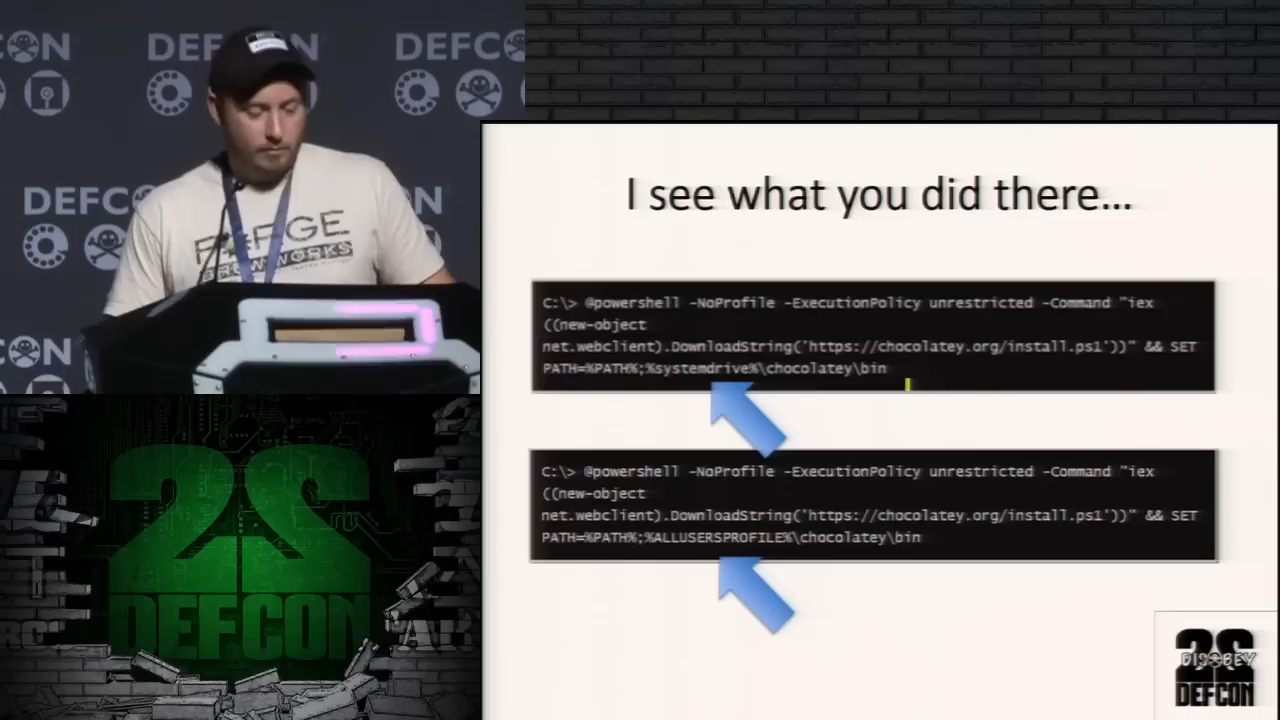 DEFCON
DEFCON
DEFCON
FORGE
BREWWORKS
I see what you did there...
C:\> @powershell -NoProfile -ExecutionPolicy unrestricted -Command "iex
((new-object
net.webclient).DownloadString('https://chocolatey.org/install.ps1'))" && SET
PATH=%PATH%;%systemdrive%\chocolatey\bin
C:\> @powershell -NoProfile -ExecutionPolicy unrestricted -Command "iex
((new-object
net.webclient).DownloadString('https://chocolatey.org/install.ps1'))" && SET
PATH=%PATH%;%ALLUSERSPROFILE%\chocolatey\bin
22
DEFCON
22
DISOBEY
DEFCON